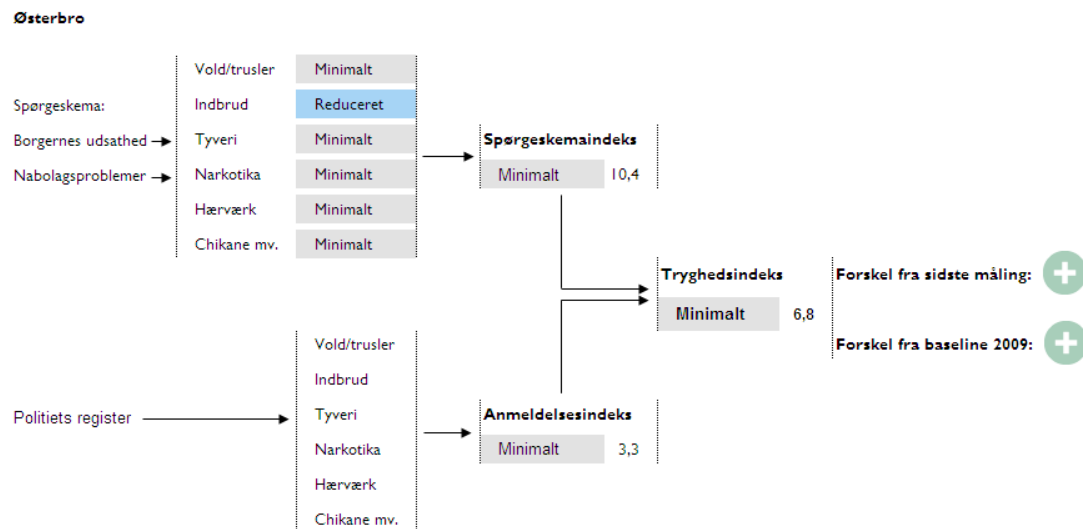 Østerbro
Spørgeskema:
Borgernes udsathed
Nabolagsproblemer
Vold/trusler Minimalt
Indbrud Reduceret
Tyveri Minimalt
Narkotika Minimalt
Hærværk Minimalt
Chikane mv. Minimalt
Spørgeskemaindeks
Minimalt 10,4
Politiets register
Vold/trusler
Indbrud
Tyveri
Narkotika
Hærværk
Chikane mv.
Anmeldelsesindeks
Minimalt 3,3
Tryghedsindeks
Minimalt 6,8
Forskel fra sidste måling:
Forskel fra baseline 2009: